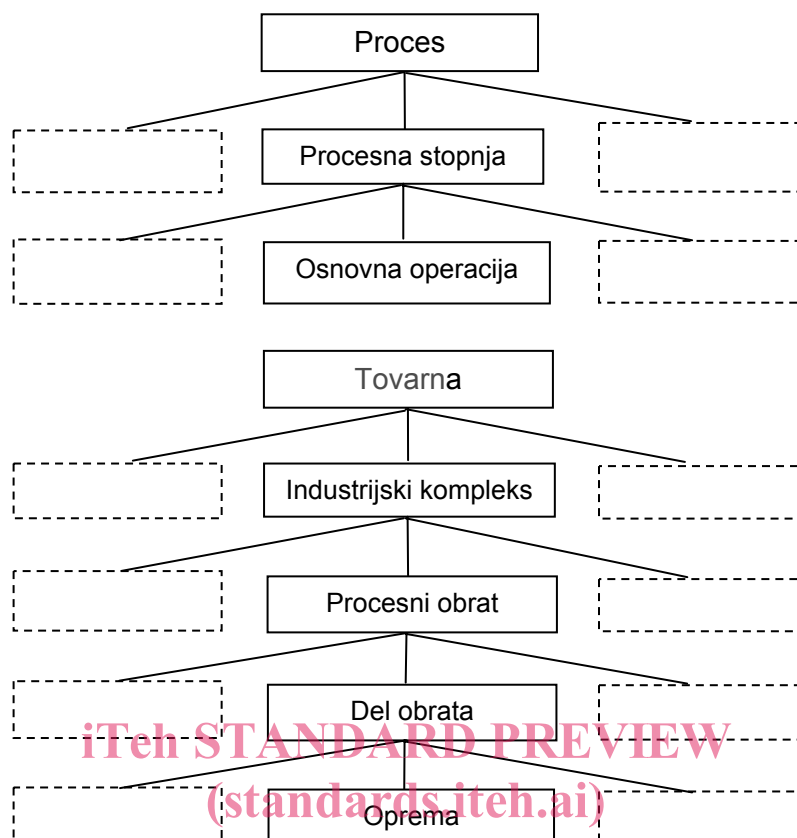 Proces
Procesna stopnja
Osnovna operacija
Tovarna
Industrijski kompleks
Procesni obrat
Del obrata
iTeh STANDARD PREVIEW
(standards.iteh.ai)
Oprema